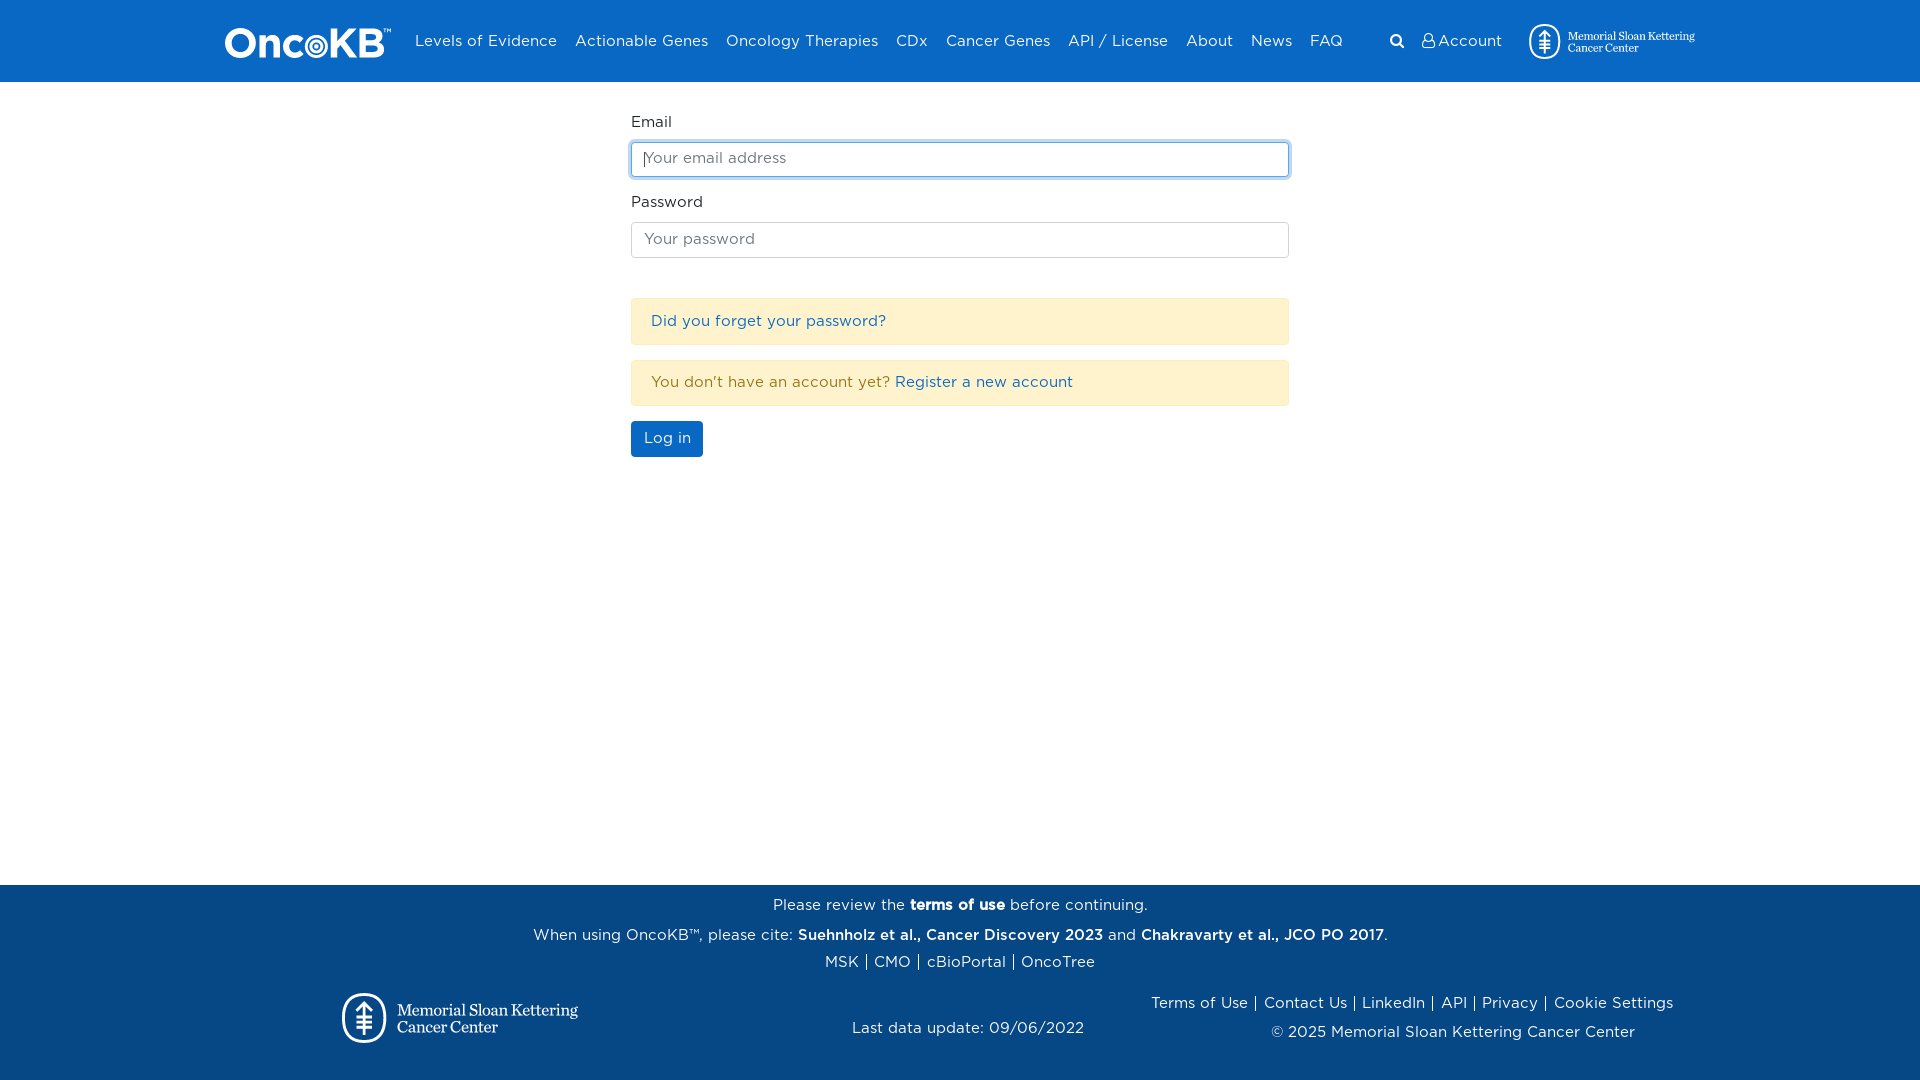 OncoKB™ Levels of Evidence Actionable Genes Oncology Therapies CDx Cancer Genes API / License About News FAQ Account Memorial Sloan Kettering
Cancer Center
Email
Your email address
Password
Your password
Did you forget your password?
You don't have an account yet? Register a new account
Log in
Please review the terms of use before continuing.
When using OncoKB™, please cite: Suehnholz et al., Cancer Discovery 2023 and Chakravarty et al., JCO PO 2017.
MSK | CMO | cBioPortal | OncoTree
Memorial Sloan Kettering
Cancer Center
Last data update: 09/06/2022
Terms of Use | Contact Us | LinkedIn | API | Privacy | Cookie Settings
© 2025 Memorial Sloan Kettering Cancer Center